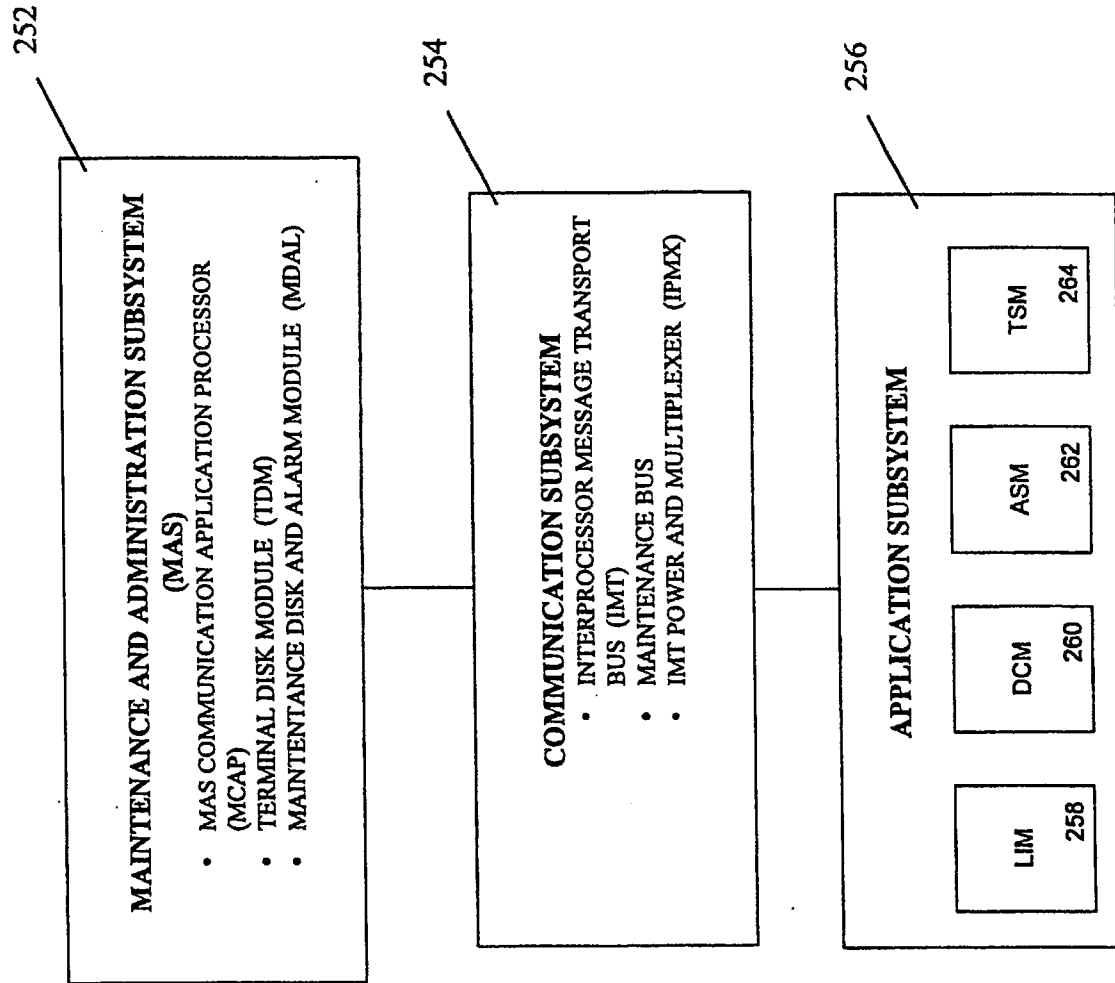 252
MAINTENANCE AND ADMINISTRATION SUBSYSTEM
(MAS)
• MAS COMMUNICATION APPLICATION PROCESSOR
(MCAP)
• TERMINAL DISK MODULE (TDM)
• MAINTENTANCE DISK AND ALARM MODULE (MDAL)
254
COMMUNICATION SUBSYSTEM
• INTERPROCESSOR MESSAGE TRANSPORT
BUS (IMT)
• MAINTENANCE BUS
• IMT POWER AND MULTIPLEXER (IPMX)
256
APPLICATION SUBSYSTEM
LIM
258
DCM
260
ASM
262
TSM
264